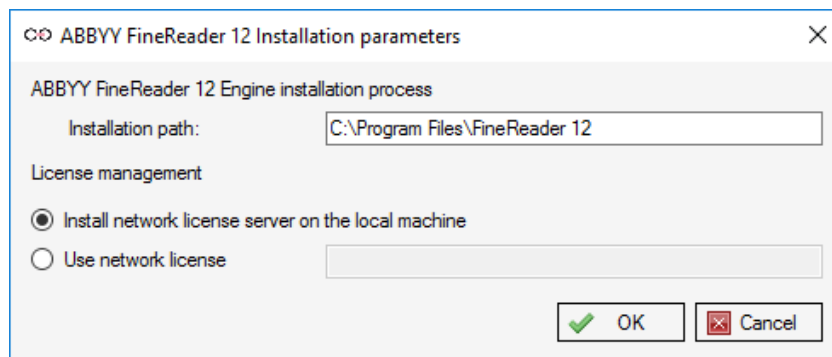 ABBYY FineReader 12 Installation parameters
ABBYY FineReader 12 Engine installation process
Installation path: C:\Program Files\FineReader 12
License management
Install network license server on the local machine
Use network license
OK Cancel